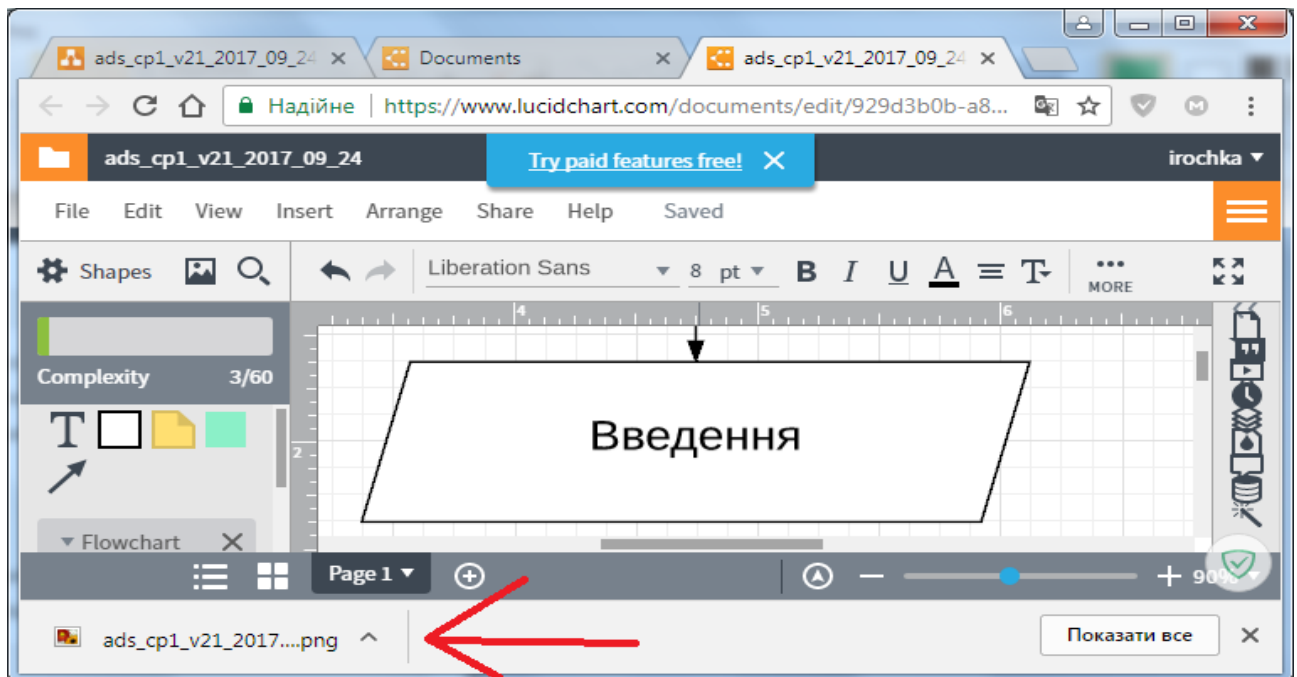 ads_cp1_v21_2017_09_24
Documents
ads_cp1_v21_2017_09_24
Надійне | https://www.lucidchart.com/documents/edit/929d3b0b-a8...
ads_cp1_v21_2017_09_24
Try paid features free!
irochka
File Edit View Insert Arrange Share Help Saved
Shapes
Liberation Sans 8 pt B I U A T MORE
4 5 6
Complexity 3/60
T
2
Введення
Flowchart
Page 1
90%
ads_cp1_v21_2017....png
Показати все